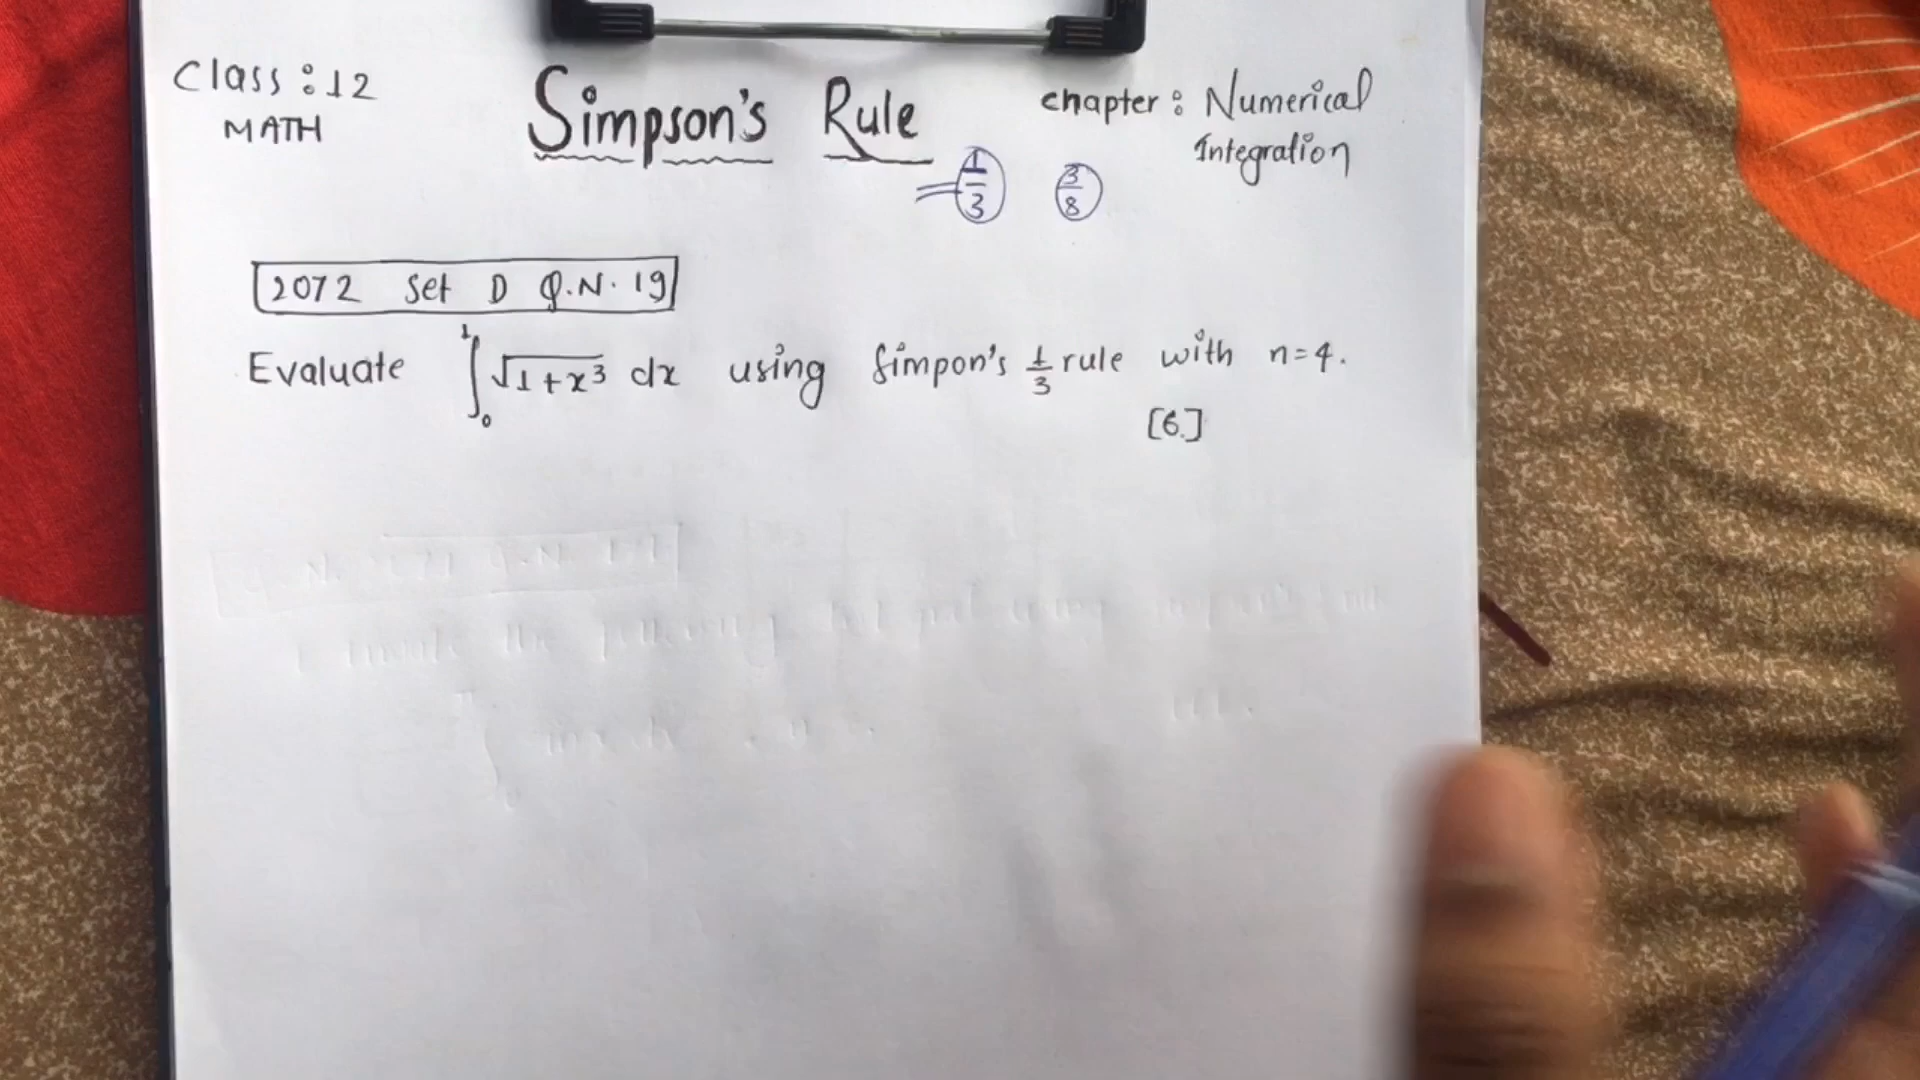 Class : 12
MATH
Simpson's Rule
chapter : Numerical
Integration
= 1/3 3/8
2072 Set D Q.N. 19
Evaluate ∫₀¹ √1+x³ dx using Simpon's 1/3 rule with n=4.
[6]